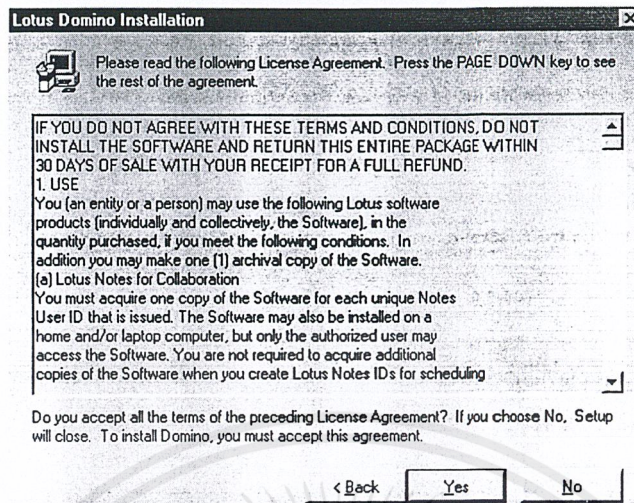 Lotus Domino Installation
Please read the following License Agreement. Press the PAGE DOWN key to see
the rest of the agreement.
IF YOU DO NOT AGREE WITH THESE TERMS AND CONDITIONS, DO NOT
INSTALL THE SOFTWARE AND RETURN THIS ENTIRE PACKAGE WITHIN
30 DAYS OF SALE WITH YOUR RECEIPT FOR A FULL REFUND.
1. USE
You (an entity or a person) may use the following Lotus software
products (individually and collectively, the Software), in the
quantity purchased, if you meet the following conditions. In
addition you may make one (1) archival copy of the Software.
(a) Lotus Notes for Collaboration
You must acquire one copy of the Software for each unique Notes
User ID that is issued. The Software may also be installed on a
home and/or laptop computer, but only the authorized user may
access the Software. You are not required to acquire additional
copies of the Software when you create Lotus Notes IDs for scheduling
Do you accept all the terms of the preceding License Agreement? If you choose No, Setup
will close. To install Domino, you must accept this agreement.
< Back Yes No